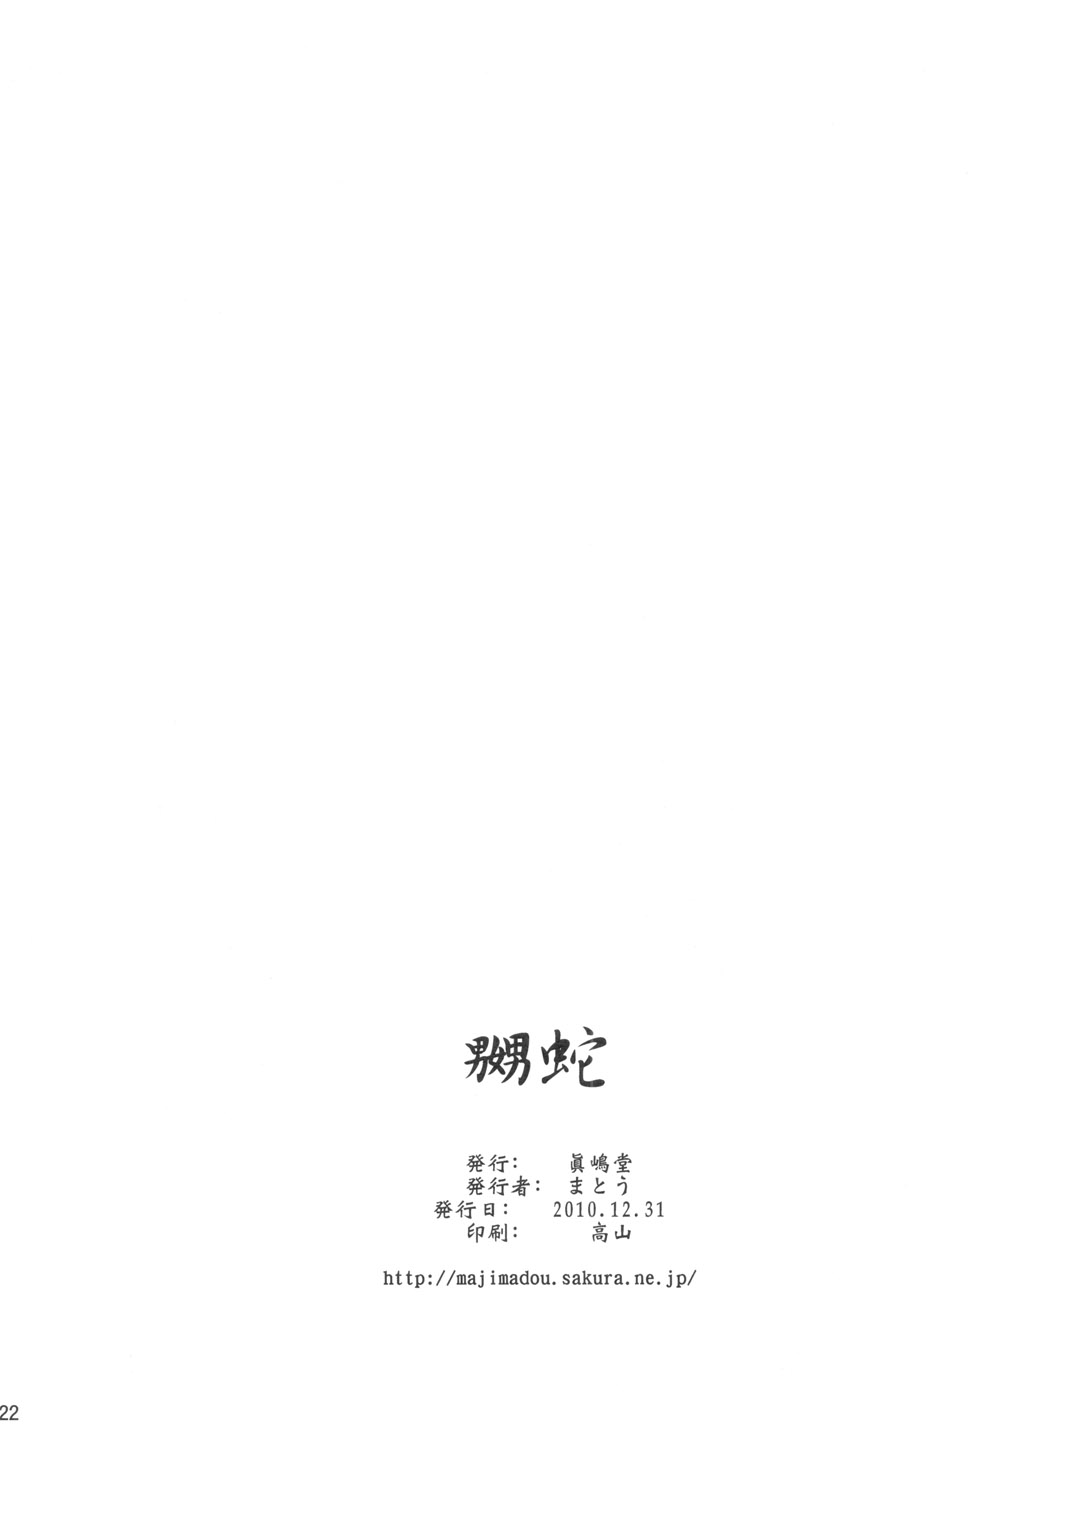 嬲蛇
発行: 眞嶋堂
発行者: まとう
発行日: 2010.12.31
印刷: 高山
http://majimadou.sakura.ne.jp/
22